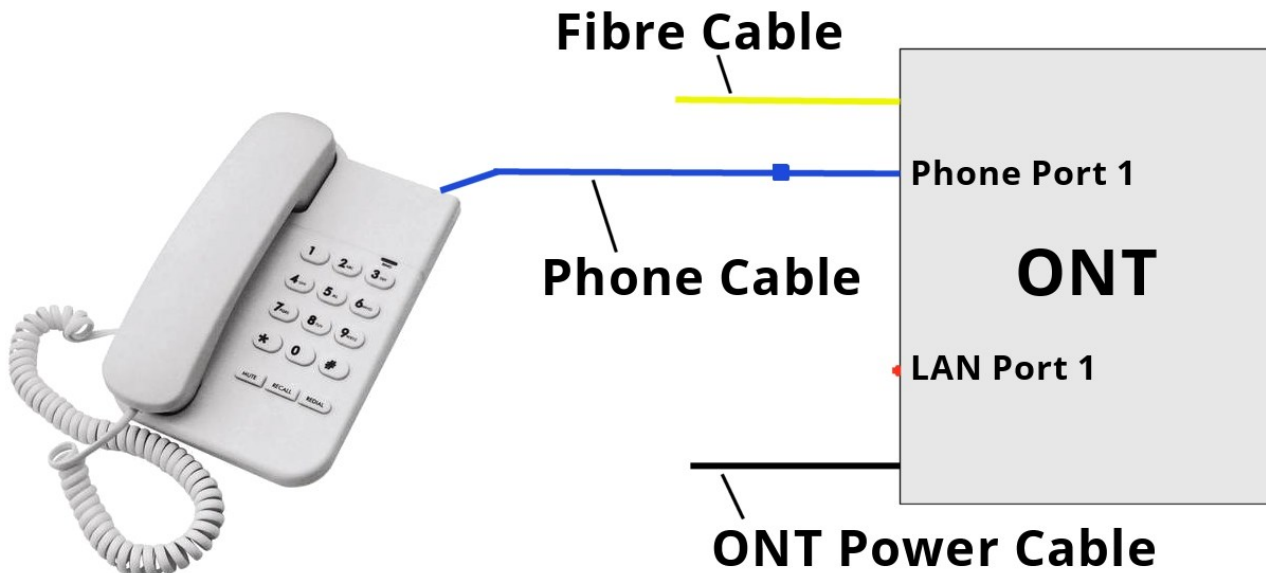 Fibre Cable
Phone Port 1
ONT
Phone Cable
LAN Port 1
ONT Power Cable
1
2
3
4
5
6
7
8
9
*
0
#
MUTE
RECALL
REDIAL